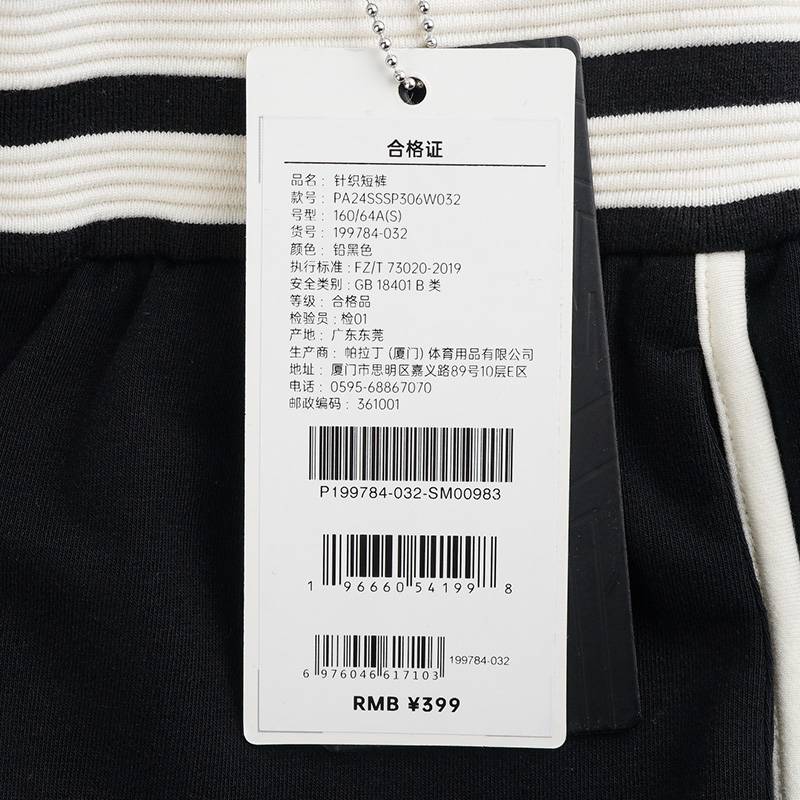 合格证
品名: 针织短裤
款号: PA24SSSP306W032
号型: 160/64A(S)
货号: 199784-032
颜色: 铅黑色
执行标准: FZ/T 73020-2019
安全类别: GB 18401 B 类
等级: 合格品
检验员: 检01
产地: 广东东莞
生产商: 帕拉丁 (厦门) 体育用品有限公司
地址: 厦门市思明区嘉义路89号10层E区
电话: 0595-68867070
邮政编码: 361001
P199784-032-SM00983
1 96660 54199 8
199784-032
6 976046 617103
RMB ¥399